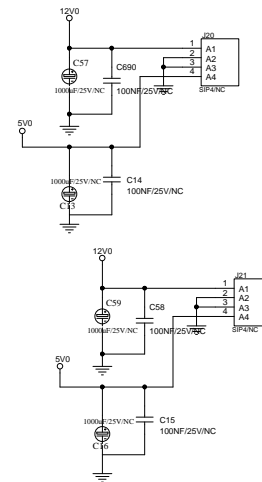 12V0
J20
C57
C690
1 A1
2 A2
3 A3
4 A4
1000uF/25V/NC
100NF/25V/NC
SIP4/NC
5V0
1000uF/25V/NC
C14
100NF/25V/NC
C13
12V0
J21
C59
C58
1 A1
2 A2
3 A3
4 A4
1000uF/25V/NC
100NF/25V/NC
SIP4/NC
5V0
1000uF/25V/NC
C15
100NF/25V/NC
C16